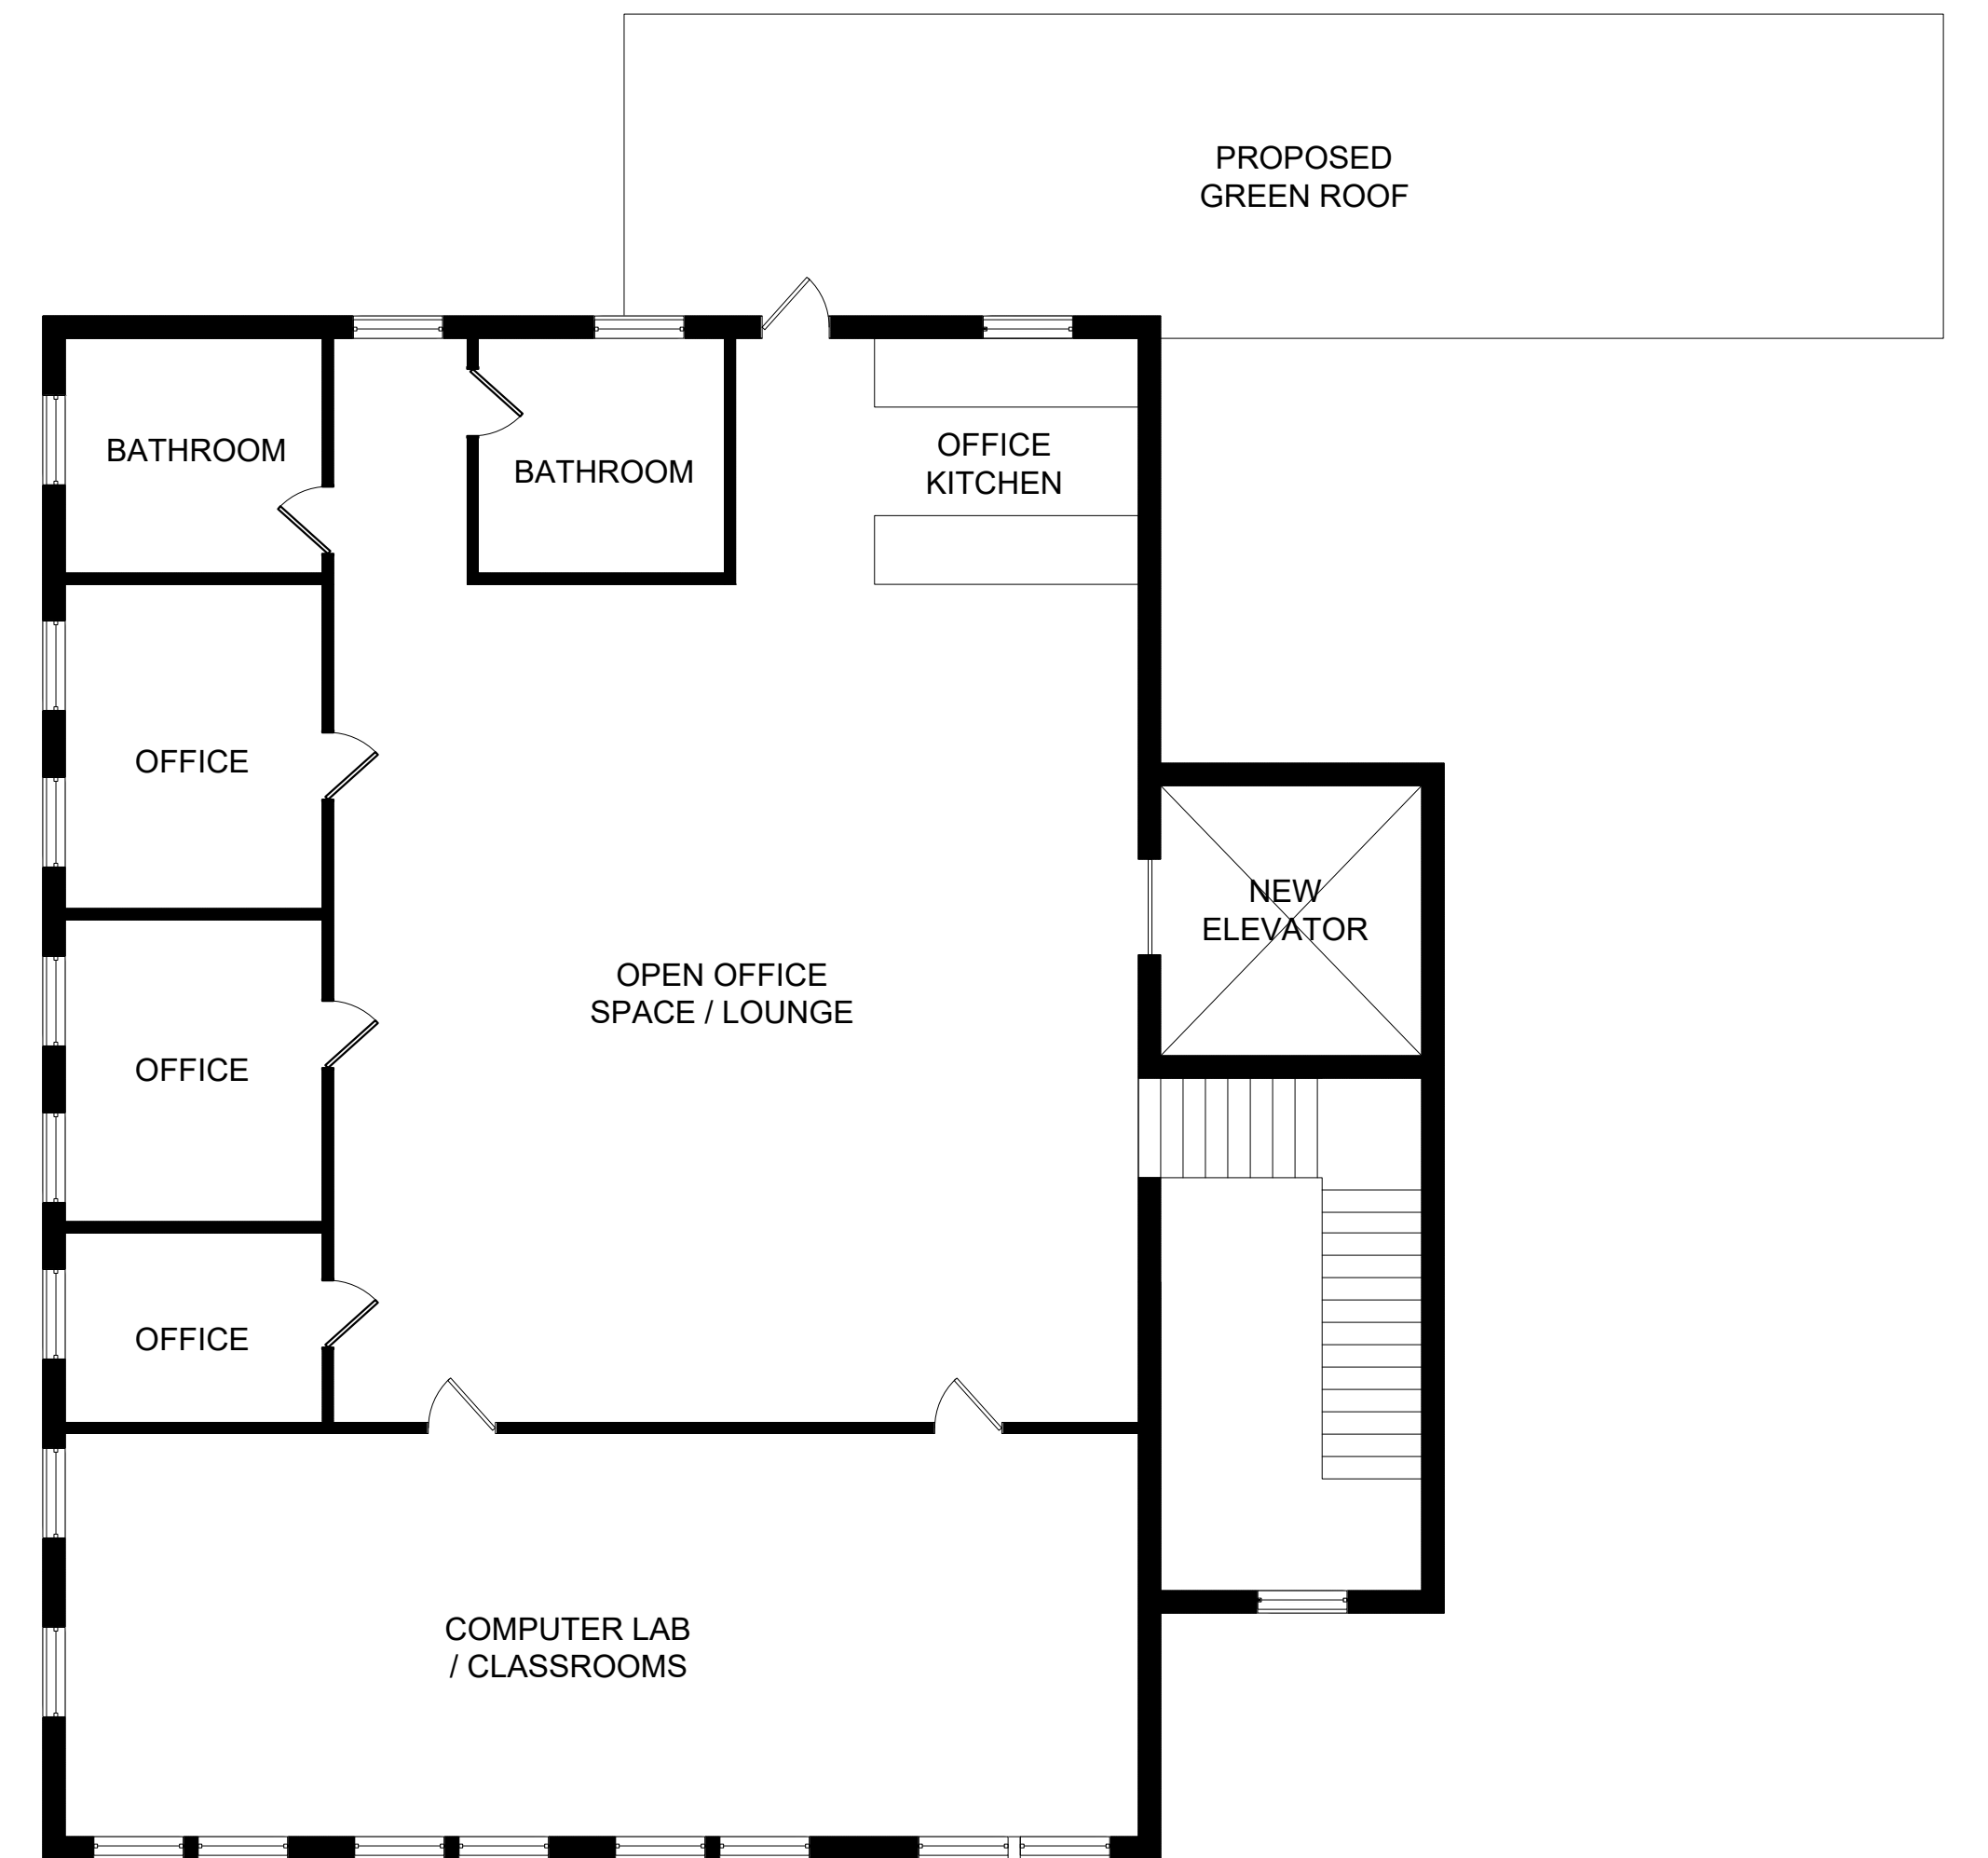 PROPOSED
GREEN ROOF
BATHROOM
BATHROOM
OFFICE
KITCHEN
OFFICE
NEW
ELEVATOR
OPEN OFFICE
SPACE / LOUNGE
OFFICE
OFFICE
COMPUTER LAB
/ CLASSROOMS